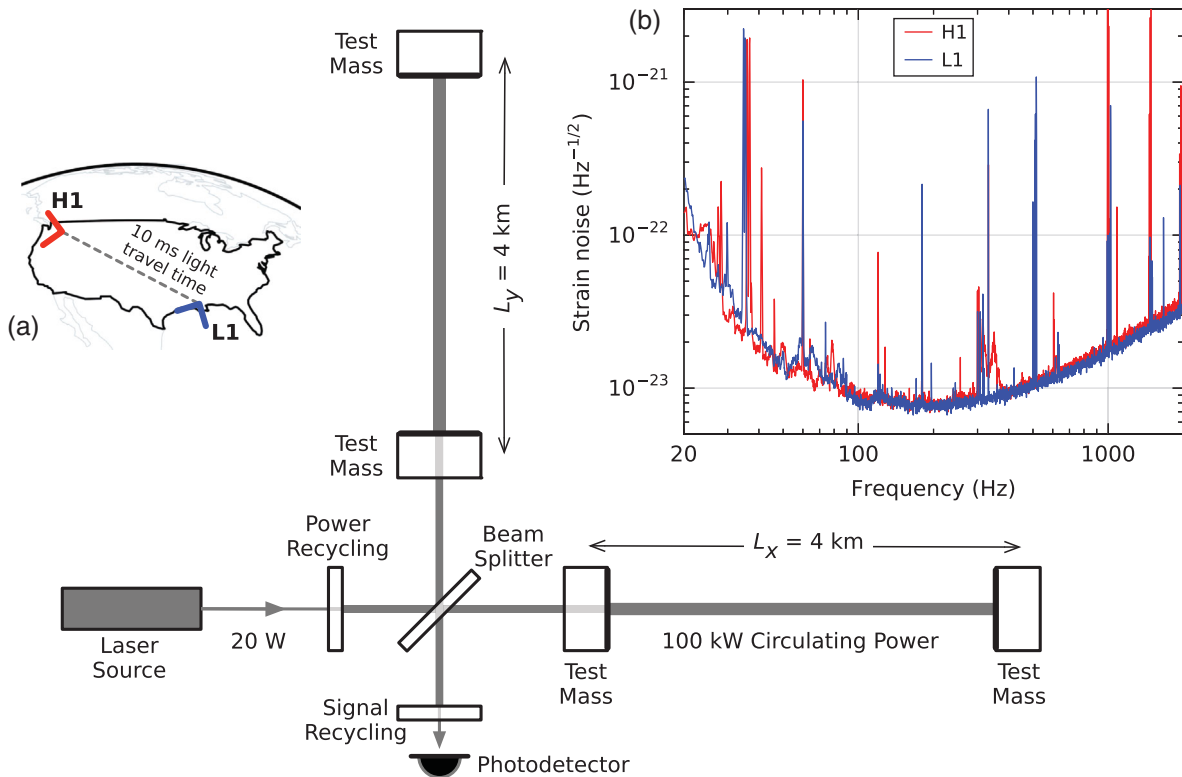 (a)
H1
10 ms light
travel time
L1
Test
Mass
L_y = 4 km
Test
Mass
Power
Recycling
Beam
Splitter
L_x = 4 km
Laser
Source
20 W
100 kW Circulating Power
Test
Mass
Test
Mass
Signal
Recycling
Photodetector
(b)
H1
L1
Strain noise (Hz^{-1/2})
10^{-21}
10^{-22}
10^{-23}
20
100
1000
Frequency (Hz)